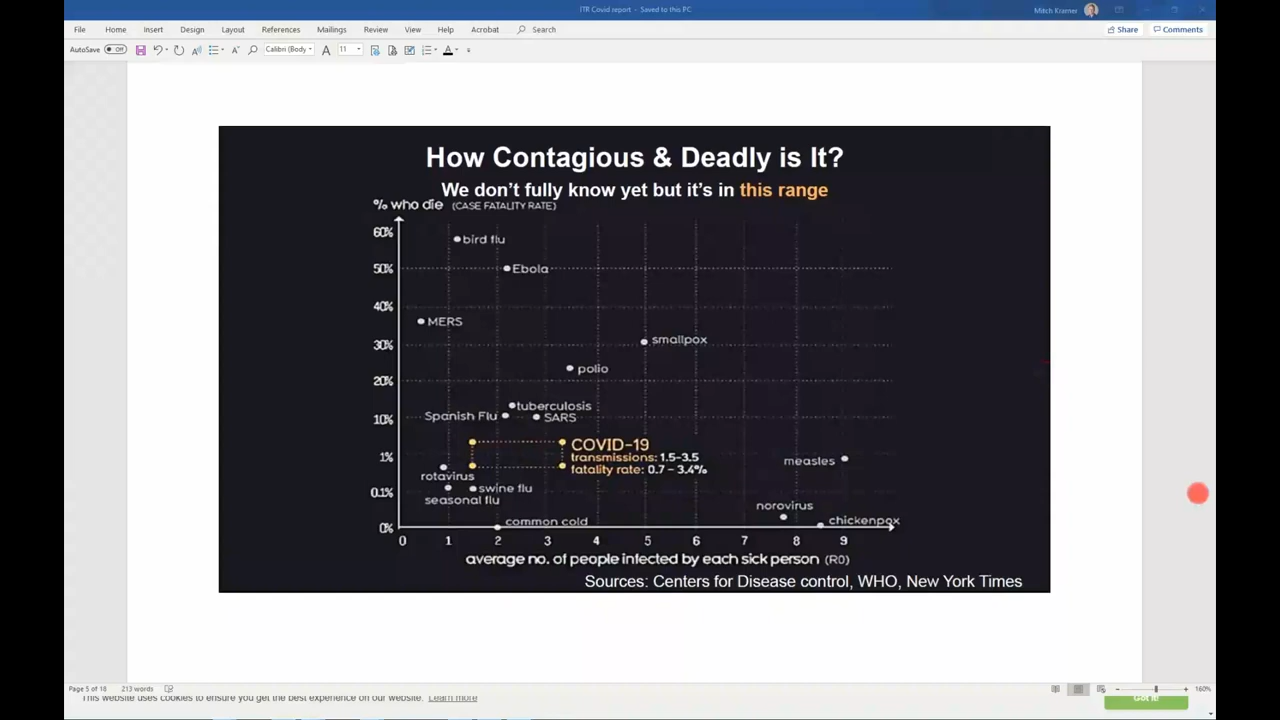 ITR Covid report - Saved to this PC
Mitch Kramer
File Home Insert Design Layout References Mailings Review View Help Acrobat Search
Share Comments
AutoSave Off
Calibri (Body
11
How Contagious & Deadly is It?
We don't fully know yet but it's in this range
% who die (CASE FATALITY RATE)
60%
bird flu
50%
Ebola
40%
MERS
30%
smallpox
polio
20%
tuberculosis
10%
Spanish Flu
SARS
COVID-19
1%
transmissions: 1.5-3.5
measles
fatality rate: 0.7 - 3.4%
rotavirus
0.1%
swine flu
seasonal flu
norovirus
0%
common cold
chickenpox
0 1 2 3 4 5 6 7 8 9
average no. of people infected by each sick person (R0)
Sources: Centers for Disease control, WHO, New York Times
Page 5 of 18 213 words
160%
This website uses cookies to ensure you get the best experience on our website. Learn more